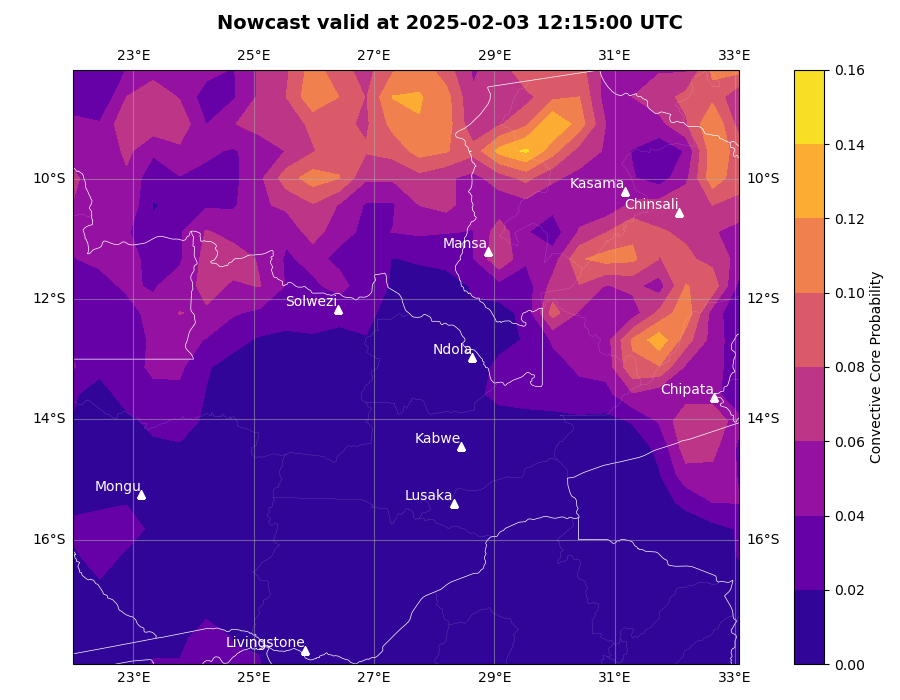 Nowcast valid at 2025-02-03 12:15:00 UTC
23°E 25°E 27°E 29°E 31°E 33°E
0.16
0.14
0.12
0.10
0.08
0.06
0.04
0.02
0.00
Convective Core Probability
10°S 10°S
12°S 12°S
14°S 14°S
16°S 16°S
Kasama
Chinsali
Mansa
Solwezi
Ndola
Chipata
Kabwe
Mongu
Lusaka
Livingstone
23°E 25°E 27°E 29°E 31°E 33°E